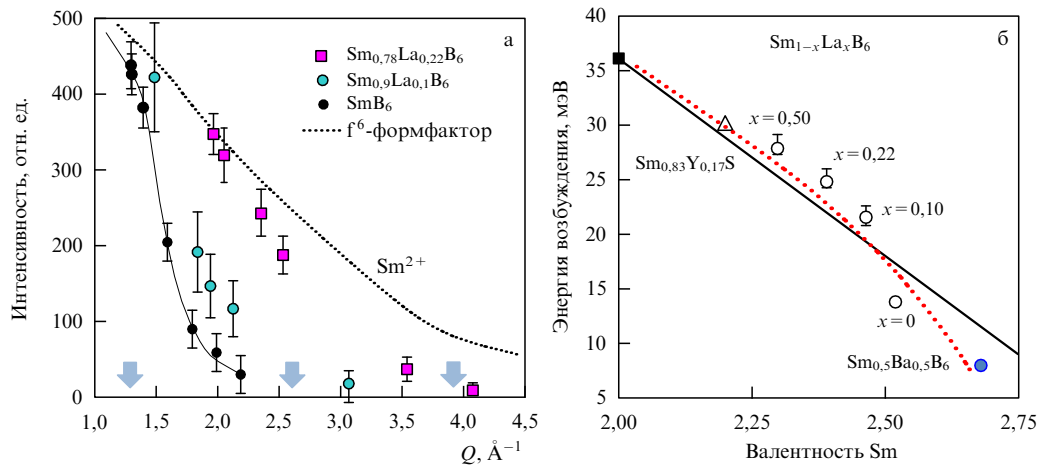 а
Интенсивность, отн. ед.
500
400
300
200
100
0
Sm0,78La0,22B6
Sm0,9La0,1B6
SmB6
f⁶-формфактор
Sm²⁺
1,0
1,5
2,0
2,5
3,0
3,5
4,0
4,5
Q, Å⁻¹
б
Энергия возбуждения, мэВ
45
40
35
30
25
20
15
10
5
Sm1−xLaxB6
x = 0,50
Sm0,83Y0,17S
x = 0,22
x = 0,10
x = 0
Sm0,5Ba0,5B6
2,00
2,25
2,50
2,75
Валентность Sm